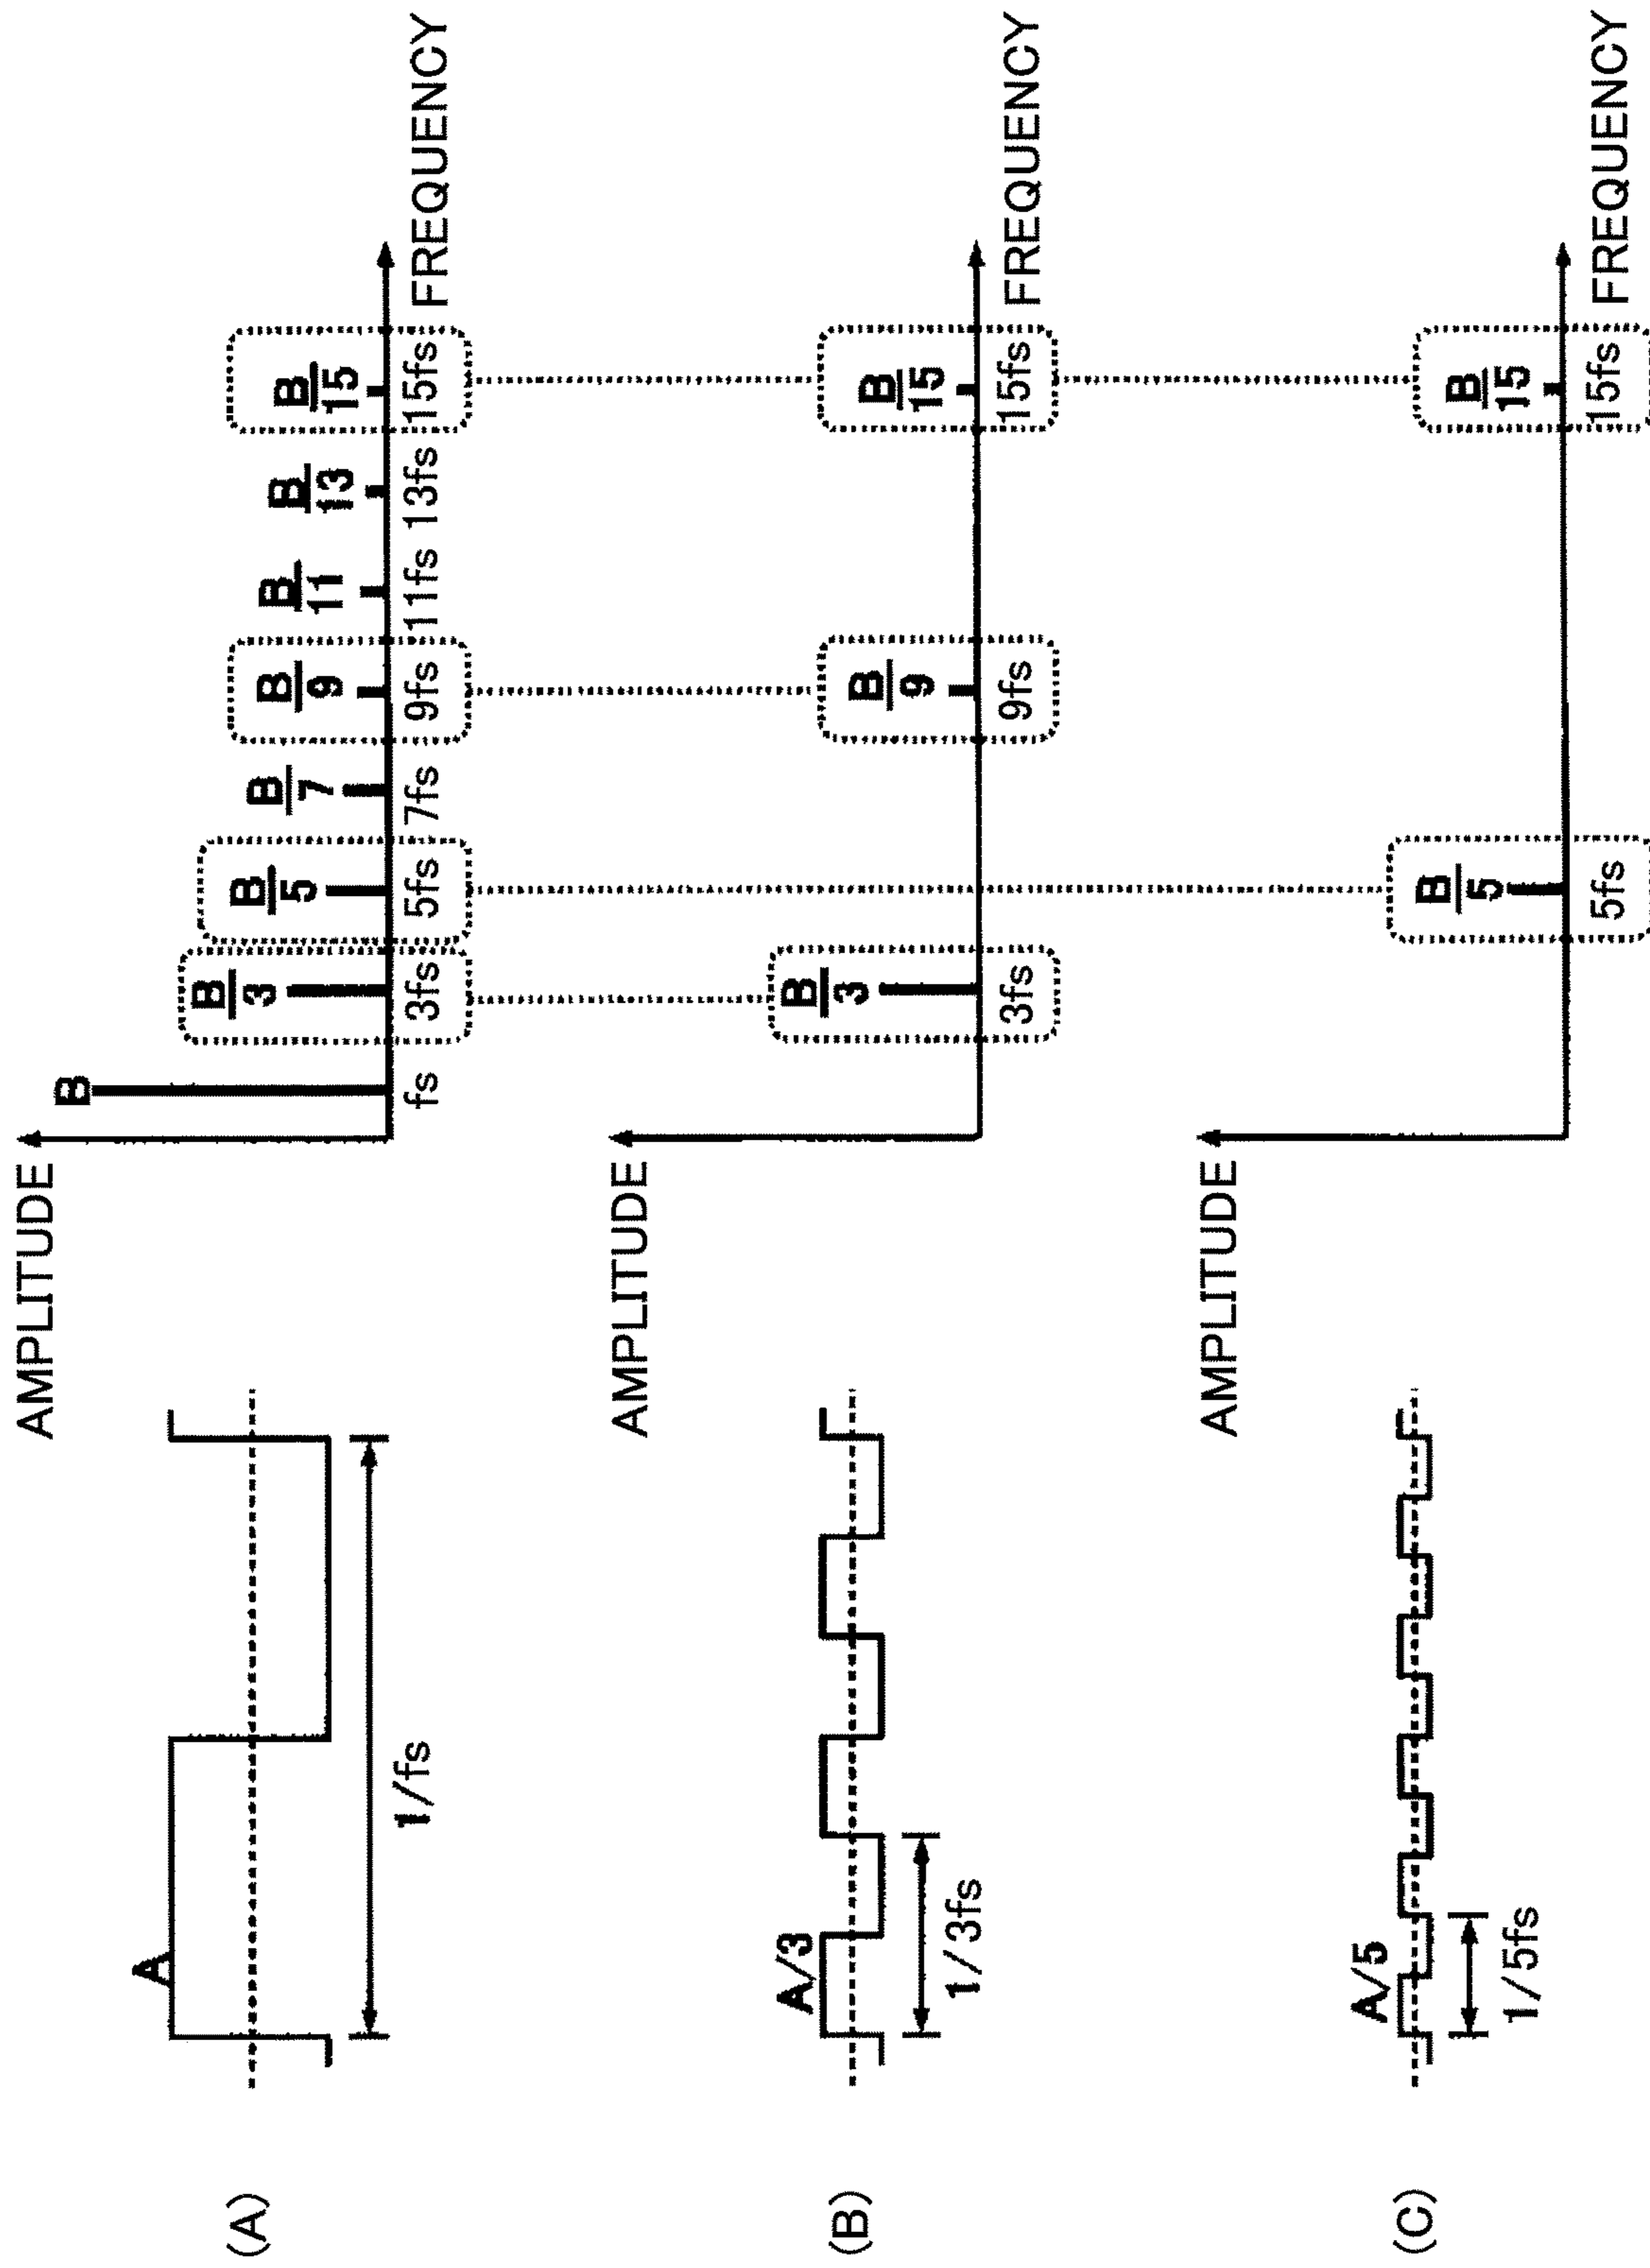 (A)
A
1/fs
AMPLITUDE
B
B/3
B/5
B/7
B/9
B/11
B/13
B/15
fs 3fs 5fs 7fs 9fs 11fs 13fs 15fs
FREQUENCY
(B)
A/3
1/3fs
AMPLITUDE
B/3
B/9
B/15
3fs 9fs 15fs
FREQUENCY
(C)
A/5
1/5fs
AMPLITUDE
B/5
B/15
5fs 15fs
FREQUENCY